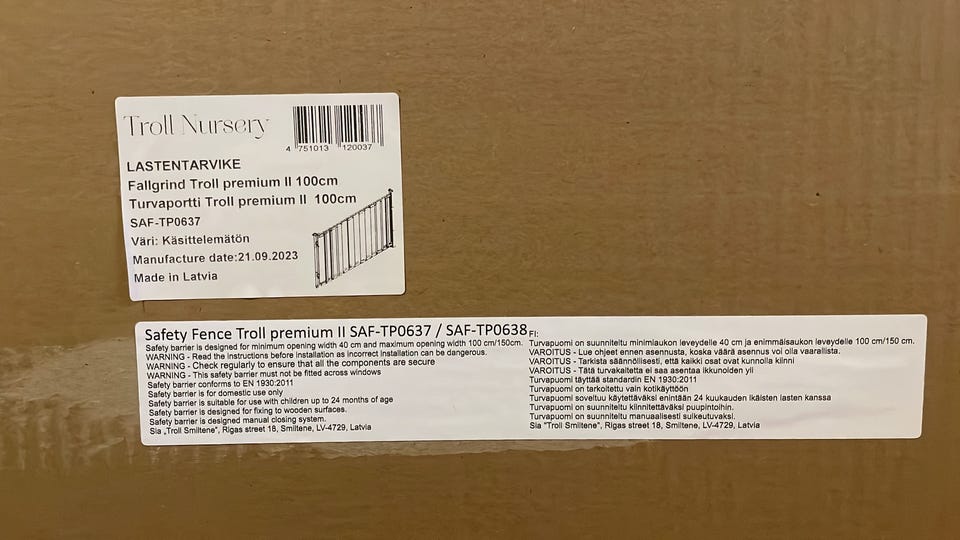 Troll Nursery
4 751013 120037
LASTENTARVIKE
Fallgrind Troll premium II 100cm
Turvaportti Troll premium II 100cm
SAF-TP0637
Väri: Käsittelemätön
Manufacture date:21.09.2023
Made in Latvia
Safety Fence Troll premium II SAF-TP0637 / SAF-TP0638
Safety barrier is designed for minimum opening width 40 cm and maximum opening width 100 cm/150cm.
WARNING - Read the instructions before installation as incorrect installation can be dangerous.
WARNING - Check regularly to ensure that all the components are secure
WARNING - This safety barrier must not be fitted across windows
Safety barrier conforms to EN 1930:2011
Safety barrier is for domestic use only
Safety barrier is suitable for use with children up to 24 months of age
Safety barrier is designed for fixing to wooden surfaces.
Safety barrier is designed manual closing system.
Sia „Troll Smiltene", Rigas street 18, Smiltene, LV-4729, Latvia
FI:
Turvapuomi on suunniteltu minimiaukon leveydelle 40 cm ja enimmäisaukon leveydelle 100 cm/150 cm.
VAROITUS - Lue ohjeet ennen asennusta, koska väärä asennus voi olla vaarallista.
VAROITUS - Tarkista säännöllisesti, että kaikki osat ovat kunnolla kiinni
VAROITUS - Tätä turvakaitetta ei saa asentaa ikkunoiden yli
Turvapuomi täyttää standardin EN 1930:2011
Turvapuomi on tarkoitettu vain kotikäyttöön
Turvapuomi soveltuu käytettäväksi enintään 24 kuukauden ikäisten lasten kanssa
Turvapuomi on suunniteltu kiinnitettäväksi puupintoihin.
Turvapuomi on suunniteltu manuaalisesti sulkeutuvaksi.
Sia "Troll Smiltene", Rigas street 18, Smiltene, LV-4729, Latvia